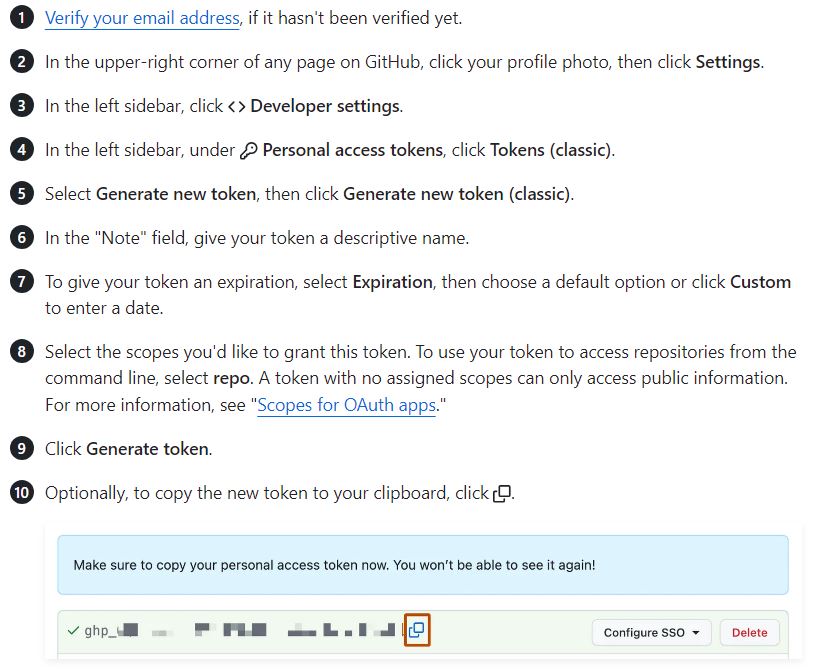 1 Verify your email address, if it hasn't been verified yet.
2 In the upper-right corner of any page on GitHub, click your profile photo, then click Settings.
3 In the left sidebar, click <> Developer settings.
4 In the left sidebar, under Personal access tokens, click Tokens (classic).
5 Select Generate new token, then click Generate new token (classic).
6 In the "Note" field, give your token a descriptive name.
7 To give your token an expiration, select Expiration, then choose a default option or click Custom
to enter a date.
8 Select the scopes you'd like to grant this token. To use your token to access repositories from the
command line, select repo. A token with no assigned scopes can only access public information.
For more information, see "Scopes for OAuth apps."
9 Click Generate token.
10 Optionally, to copy the new token to your clipboard, click .
Make sure to copy your personal access token now. You won't be able to see it again!
ghp_ Configure SSO Delete